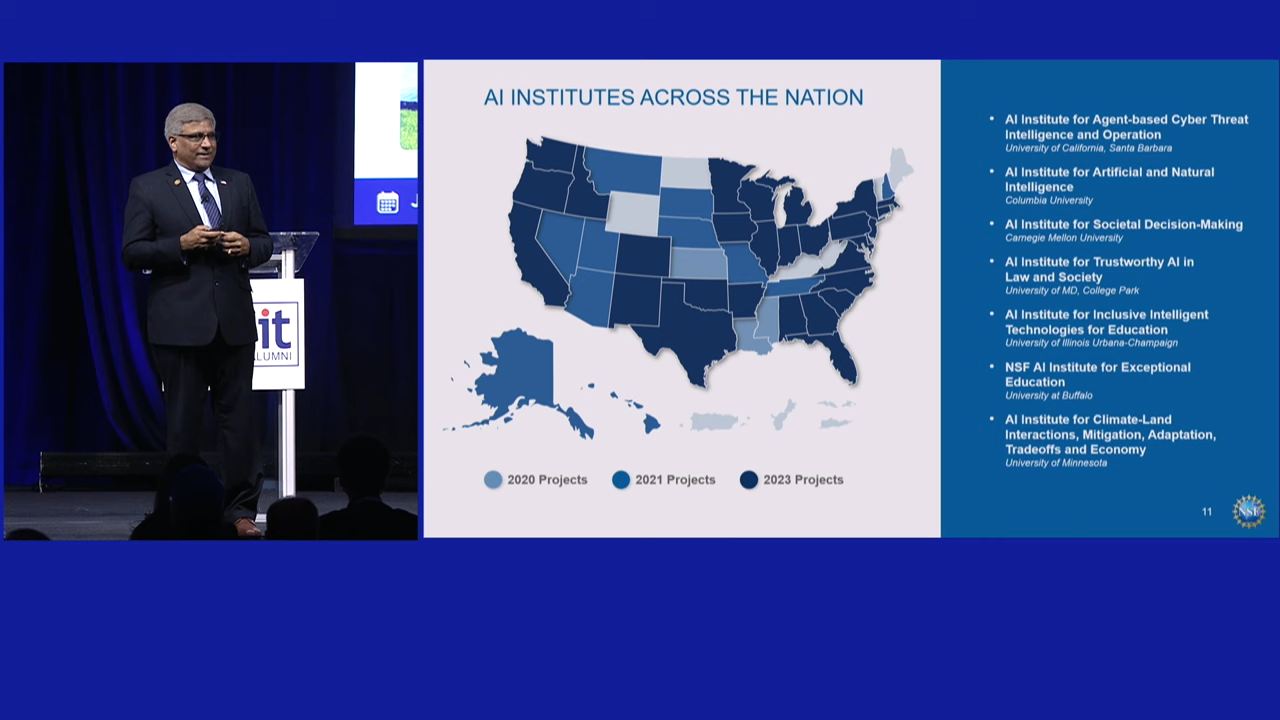 it
LUMNI
AI INSTITUTES ACROSS THE NATION
2020 Projects
2021 Projects
2023 Projects
• AI Institute for Agent-based Cyber Threat
Intelligence and Operation
University of California, Santa Barbara
• AI Institute for Artificial and Natural
Intelligence
Columbia University
• AI Institute for Societal Decision-Making
Carnegie Mellon University
• AI Institute for Trustworthy AI in
Law and Society
University of MD, College Park
• AI Institute for Inclusive Intelligent
Technologies for Education
University of Illinois Urbana-Champaign
• NSF AI Institute for Exceptional
Education
University at Buffalo
• AI Institute for Climate-Land
Interactions, Mitigation, Adaptation,
Tradeoffs and Economy
University of Minnesota
11
NSF